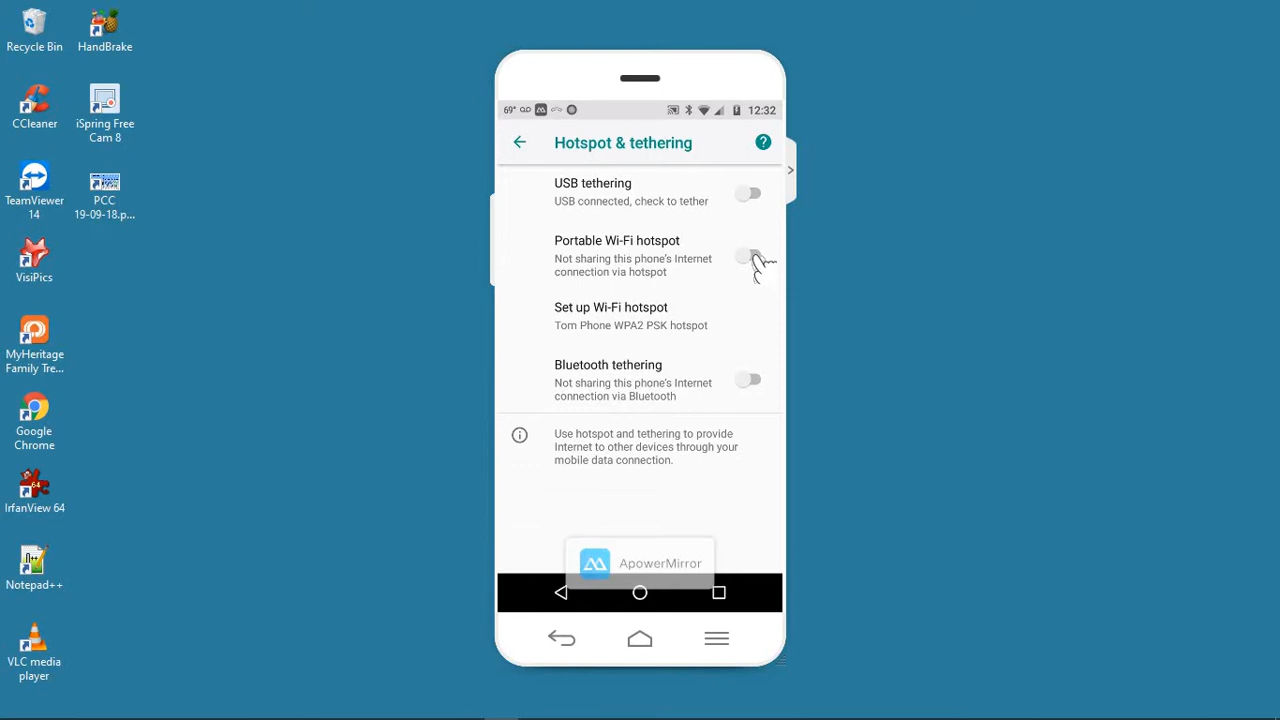 Recycle Bin
HandBrake
CCleaner
iSpring Free
Cam 8
TeamViewer
14
PCC
19-09-18.p...
VisiPics
MyHeritage
Family Tre...
Google
Chrome
64
IrfanView 64
Notepad++
VLC media
player
69°
12:32
Hotspot & tethering
?
USB tethering
USB connected, check to tether
Portable Wi-Fi hotspot
Not sharing this phone's Internet
connection via hotspot
Set up Wi-Fi hotspot
Tom Phone WPA2 PSK hotspot
Bluetooth tethering
Not sharing this phone's Internet
connection via Bluetooth
Use hotspot and tethering to provide
Internet to other devices through your
mobile data connection.
ApowerMirror